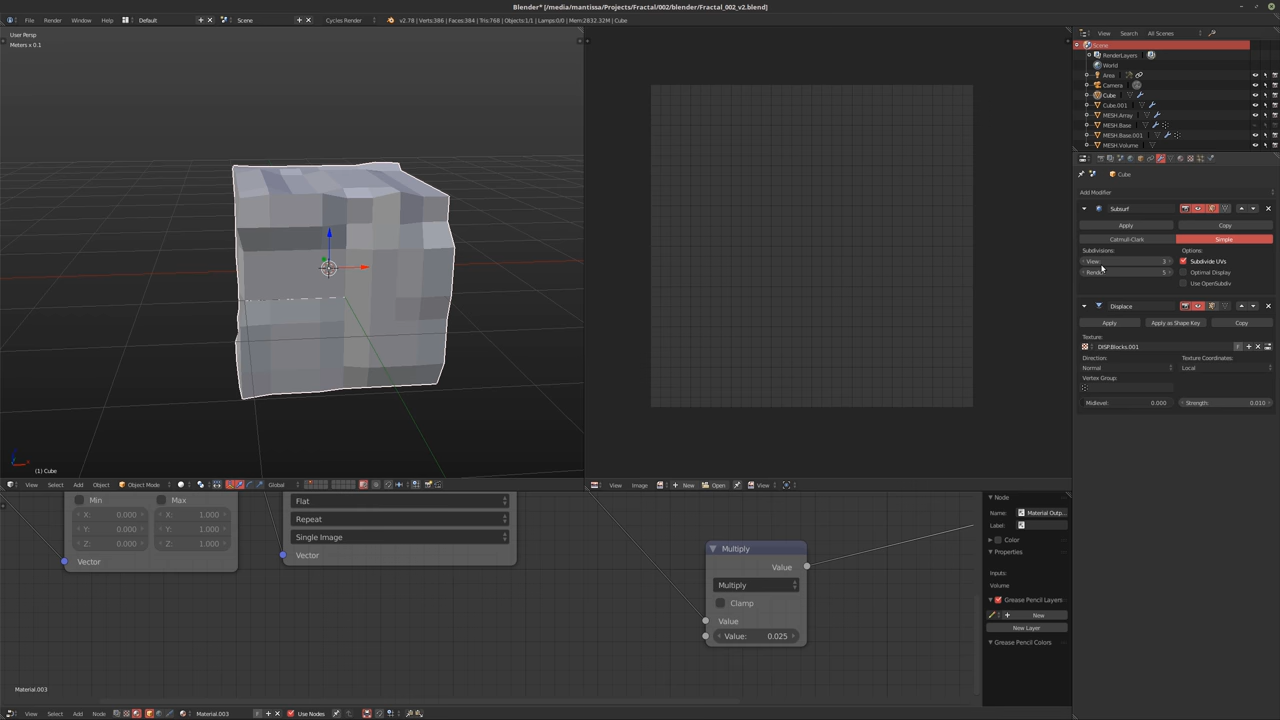 Blender* [/media/mantissa/Projects/Fractal/002/blender/Fractal_002_v2.blend]
File Render Window Help Default Scene Cycles Render v2.78 | Verts:386 | Faces:384 | Tris:768 | Objects:1/1 | Lamps:0/0 | Mem:2832.32M | Cube
User Persp
Meters x 0.1
(1) Cube
View Select Add Object Object Mode Global
View Image New Open View
View Search All Scenes
Scene
RenderLayers
World
Area
Camera
Cube
Cube.001
MESH.Array
MESH.Base
MESH.Base.001
MESH.Volume
Cube
Add Modifier
Subsurf
Apply Copy
Catmull-Clark Simple
Subdivisions: Options:
View: 3 Subdivide UVs
Render: 5 Optimal Display
Use OpenSubdiv
Displace
Apply Apply as Shape Key Copy
Texture:
DISP.Blocks.001 F
Direction: Texture Coordinates:
Normal Local
Vertex Group:
Midlevel: 0.000 Strength: 0.010
Min Max
X: 0.000 X: 1.000
Y: 0.000 Y: 1.000
Z: 0.000 Z: 1.000
Vector
Flat
Repeat
Single Image
Vector
Multiply
Value
Multiply
Clamp
Value
Value: 0.025
Node
Name: Material Outp...
Label:
Color
Properties
Inputs:
Volume
Grease Pencil Layers
New
New Layer
Grease Pencil Colors
Material.003
View Select Add Node Material.003 F Use Nodes